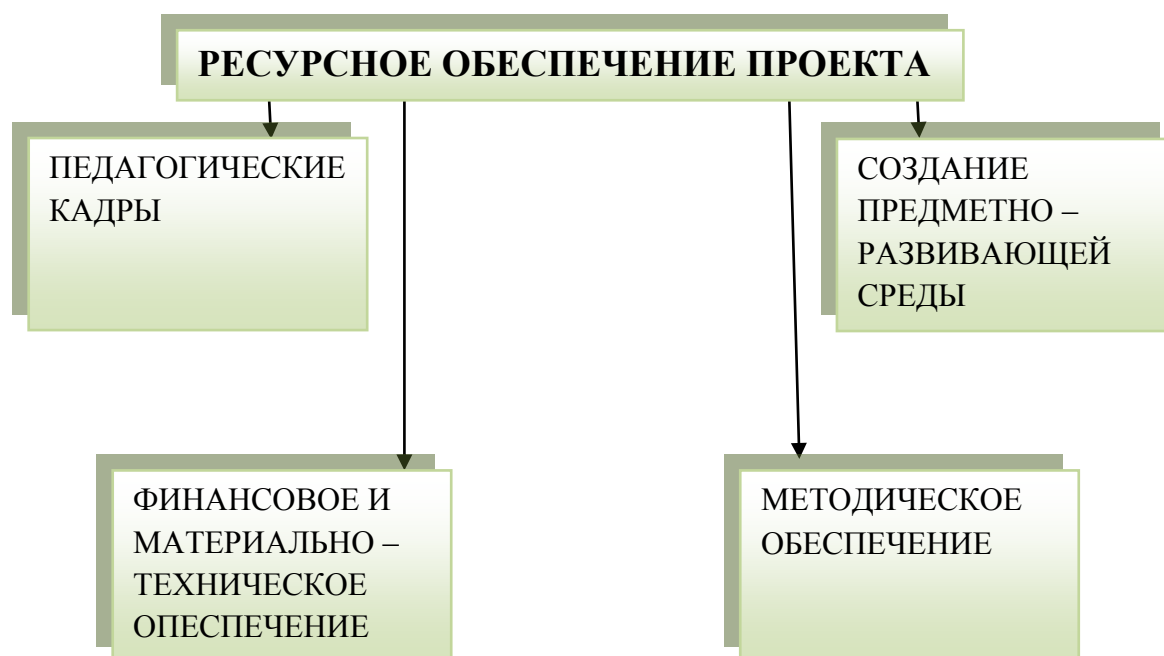 РЕСУРСНОЕ ОБЕСПЕЧЕНИЕ ПРОЕКТА
ПЕДАГОГИЧЕСКИЕ
КАДРЫ
СОЗДАНИЕ
ПРЕДМЕТНО –
РАЗВИВАЮЩЕЙ
СРЕДЫ
ФИНАНСОВОЕ И
МАТЕРИАЛЬНО –
ТЕХНИЧЕСКОЕ
ОПЕСПЕЧЕНИЕ
МЕТОДИЧЕСКОЕ
ОБЕСПЕЧЕНИЕ